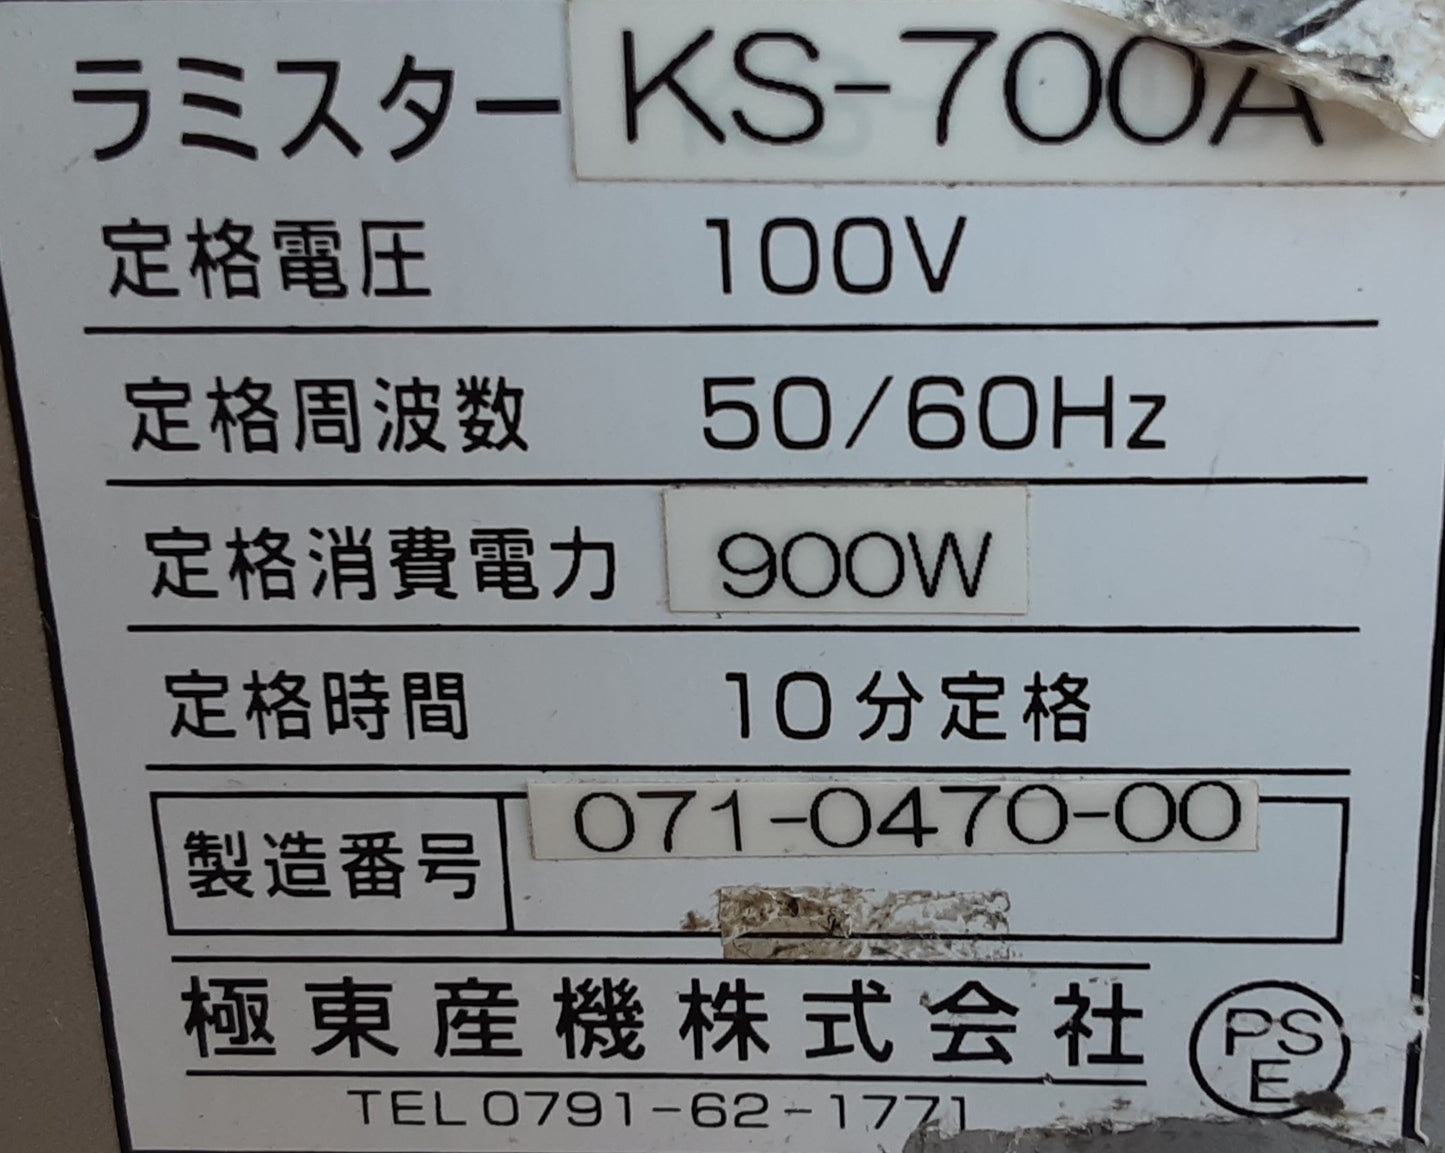 ラミスター KS-700A
定格電圧 100V
定格周波数 50/60Hz
定格消費電力 900W
定格時間 10分定格
製造番号 071-0470-00
極東産機株式会社
PS
E
TEL0791-62-1771